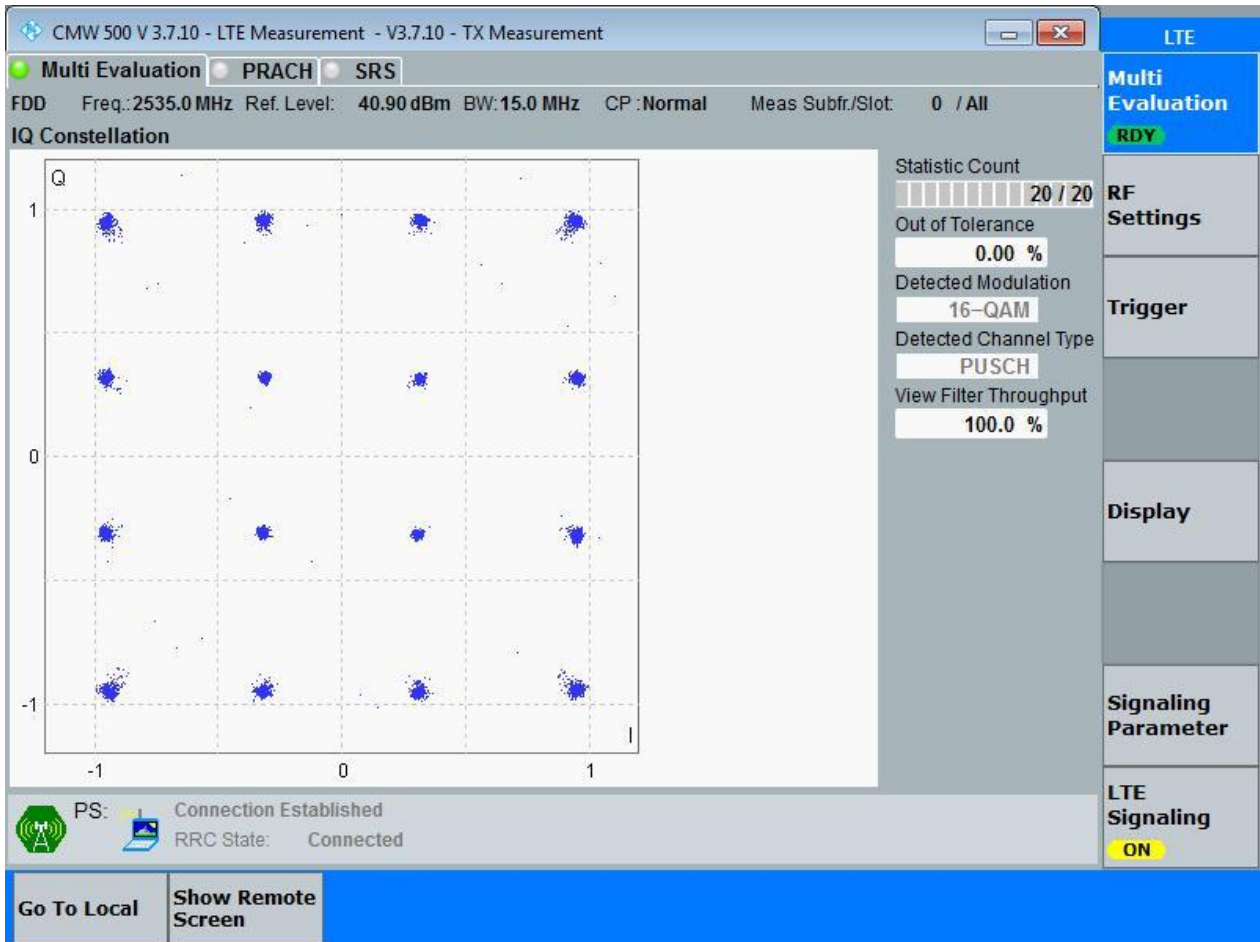 CMW 500 V 3.7.10 - LTE Measurement - V3.7.10 - TX Measurement
LTE
Multi Evaluation PRACH SRS
FDD Freq.: 2535.0 MHz Ref. Level: 40.90 dBm BW: 15.0 MHz CP : Normal Meas Subfr./Slot: 0 / All
IQ Constellation
Q
1
0
-1
I
-1 0 1
Statistic Count
20 / 20
Out of Tolerance
0.00 %
Detected Modulation
16-QAM
Detected Channel Type
PUSCH
View Filter Throughput
100.0 %
Multi
Evaluation
RDY
RF
Settings
Trigger
Display
Signaling
Parameter
LTE
Signaling
ON
PS: Connection Established
RRC State: Connected
Go To Local
Show Remote
Screen